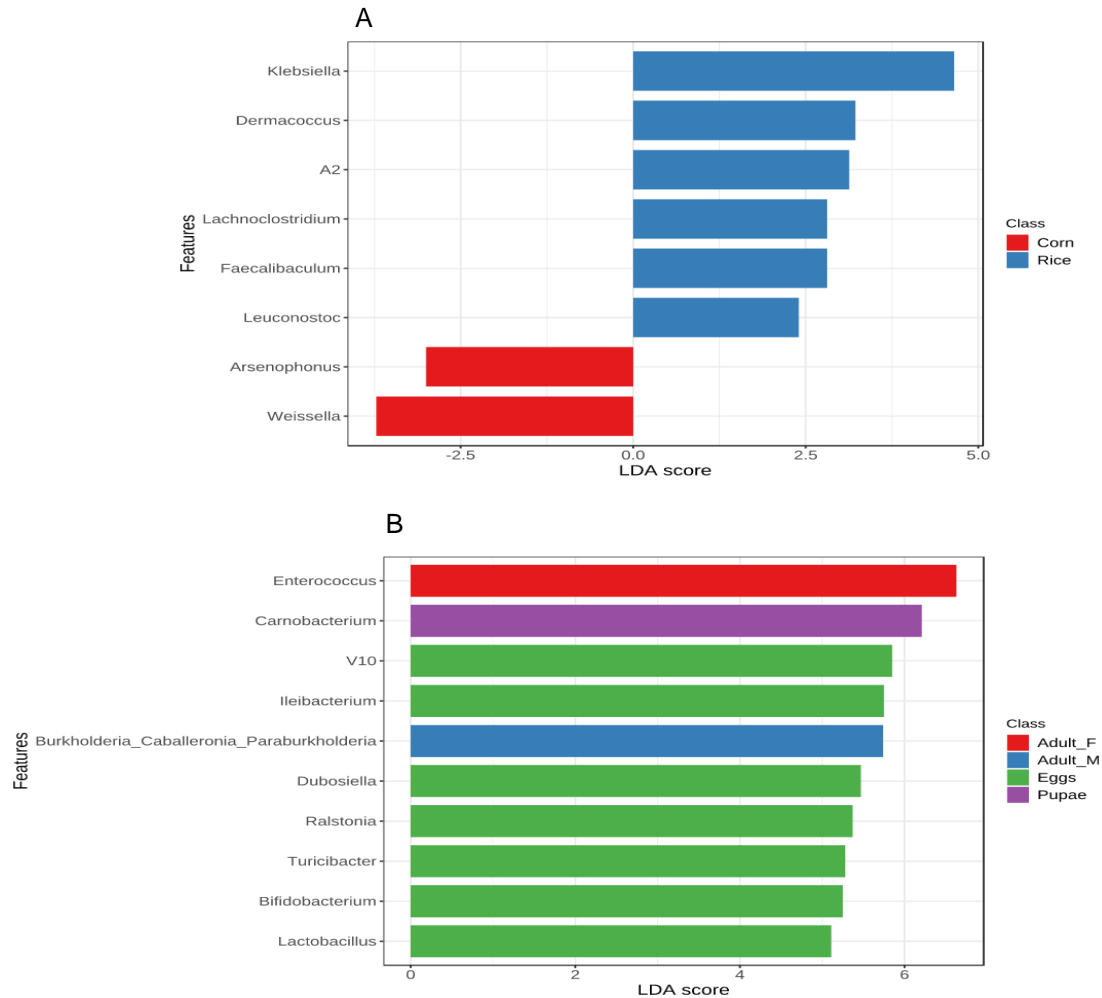 A
Klebsiella
Dermacoccus
A2
Lachnoclostridium
Faecalibaculum
Leuconostoc
Arsenophonus
Weissella
Features
-2.5 0.0 2.5 5.0
LDA score
Class
Corn
Rice
B
Enterococcus
Carnobacterium
V10
Ileibacterium
Burkholderia_Caballeronia_Paraburkholderia
Dubosiella
Ralstonia
Turicibacter
Bifidobacterium
Lactobacillus
Features
0 2 4 6
LDA score
Class
Adult_F
Adult_M
Eggs
Pupae